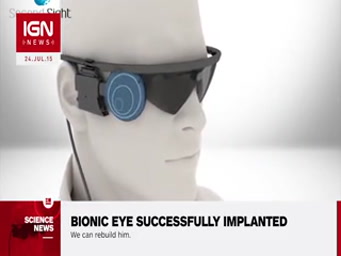 Second Sight
IGN
NEWS
24.JUL.15
SCIENCE
NEWS
BIONIC EYE SUCCESSFULLY IMPLANTED
We can rebuild him.